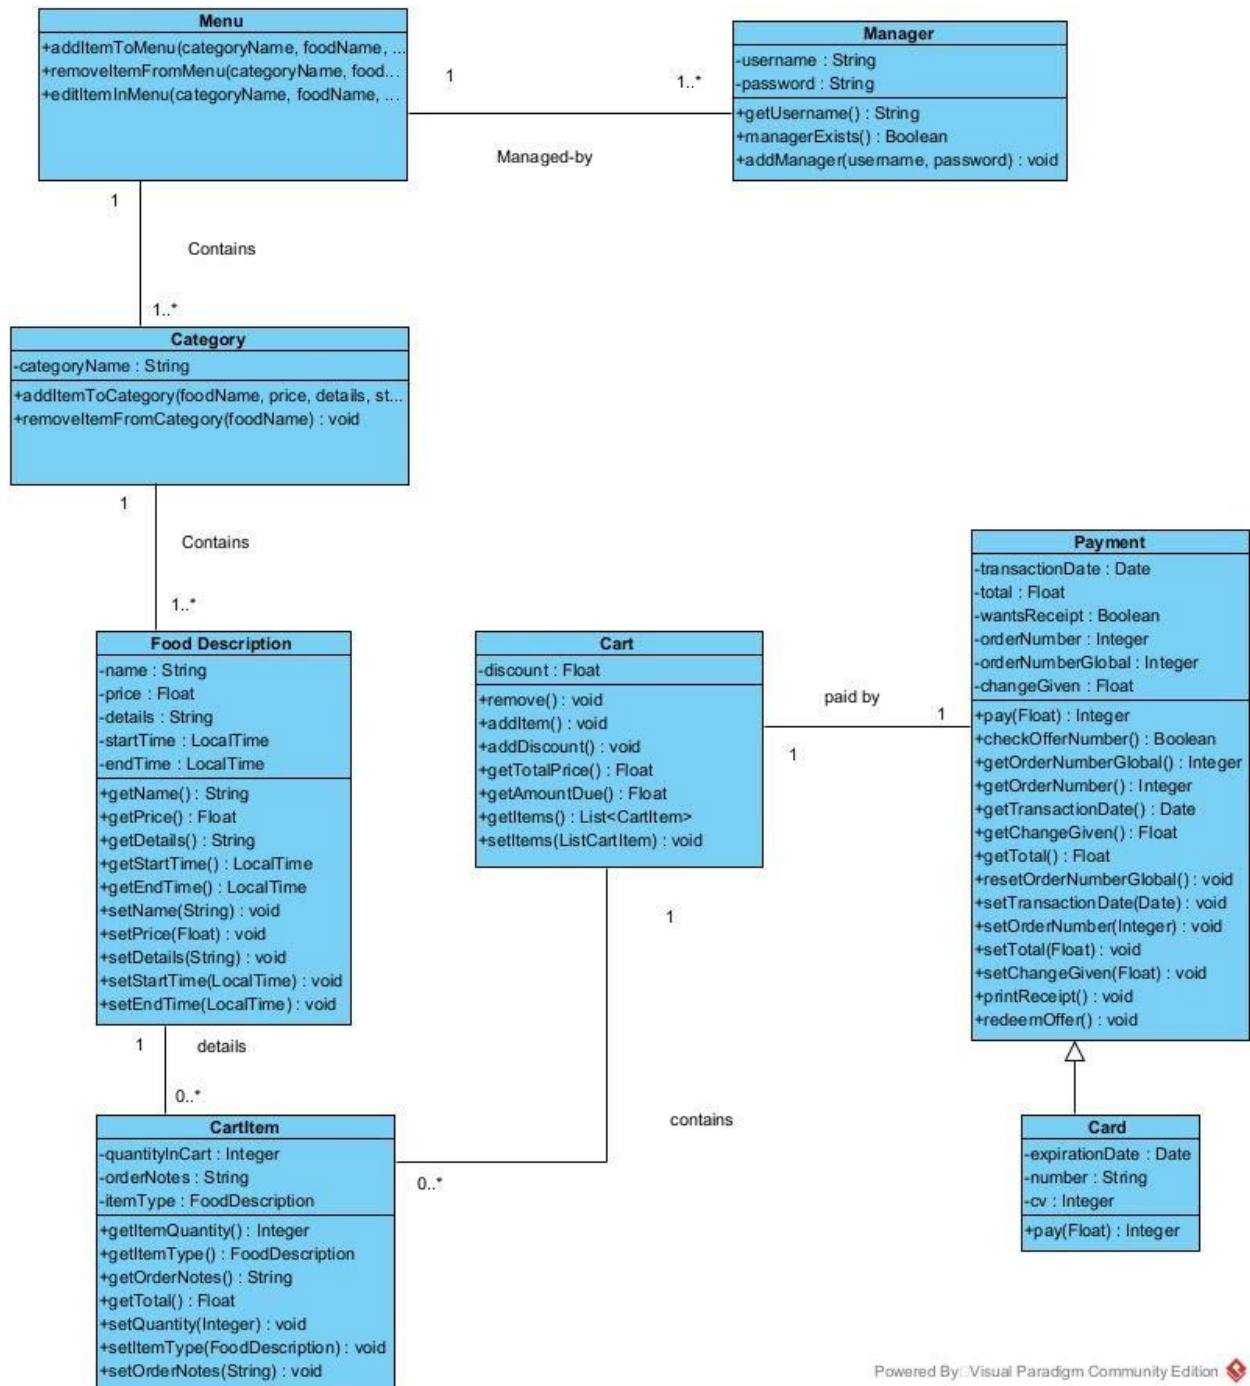 Menu
+addItemToMenu(categoryName, foodName, ...
+removeItemFromMenu(categoryName, food...
+editItemInMenu(categoryName, foodName, ...
1
1..*
Managed-by
Manager
-username : String
-password : String
+getUsername() : String
+managerExists() : Boolean
+addManager(username, password) : void
1
Contains
1..*
Category
-categoryName : String
+addItemToCategory(foodName, price, details, st...
+removeItemFromCategory(foodName) : void
1
Contains
1..*
Food Description
-name : String
-price : Float
-details : String
-startTime : LocalTime
-endTime : LocalTime
+getName() : String
+getPrice() : Float
+getDetails() : String
+getStartTime() : LocalTime
+getEndTime() : LocalTime
+setName(String) : void
+setPrice(Float) : void
+setDetails(String) : void
+setStartTime(LocalTime) : void
+setEndTime(LocalTime) : void
Cart
-discount : Float
+remove() : void
+addItem() : void
+addDiscount() : void
+getTotalPrice() : Float
+getAmountDue() : Float
+getItems() : List<CartItem>
+setItems(ListCartItem) : void
paid by
1
1
Payment
-transactionDate : Date
-total : Float
-wantsReceipt : Boolean
-orderNumber : Integer
-orderNumberGlobal : Integer
-changeGiven : Float
+pay(Float) : Integer
+checkOfferNumber() : Boolean
+getOrderNumberGlobal() : Integer
+getOrderNumber() : Integer
+getTransactionDate() : Date
+getChangeGiven() : Float
+getTotal() : Float
+resetOrderNumberGlobal() : void
+setTransactionDate(Date) : void
+setOrderNumber(Integer) : void
+setTotal(Float) : void
+setChangeGiven(Float) : void
+printReceipt() : void
+redeemOffer() : void
1
details
0..*
1
contains
0..*
CartItem
-quantityInCart : Integer
-orderNotes : String
-itemType : FoodDescription
+getItemQuantity() : Integer
+getItemType() : FoodDescription
+getOrderNotes() : String
+getTotal() : Float
+setQuantity(Integer) : void
+setItemType(FoodDescription) : void
+setOrderNotes(String) : void
Card
-expirationDate : Date
-number : String
-cv : Integer
+pay(Float) : Integer
Powered By Visual Paradigm Community Edition